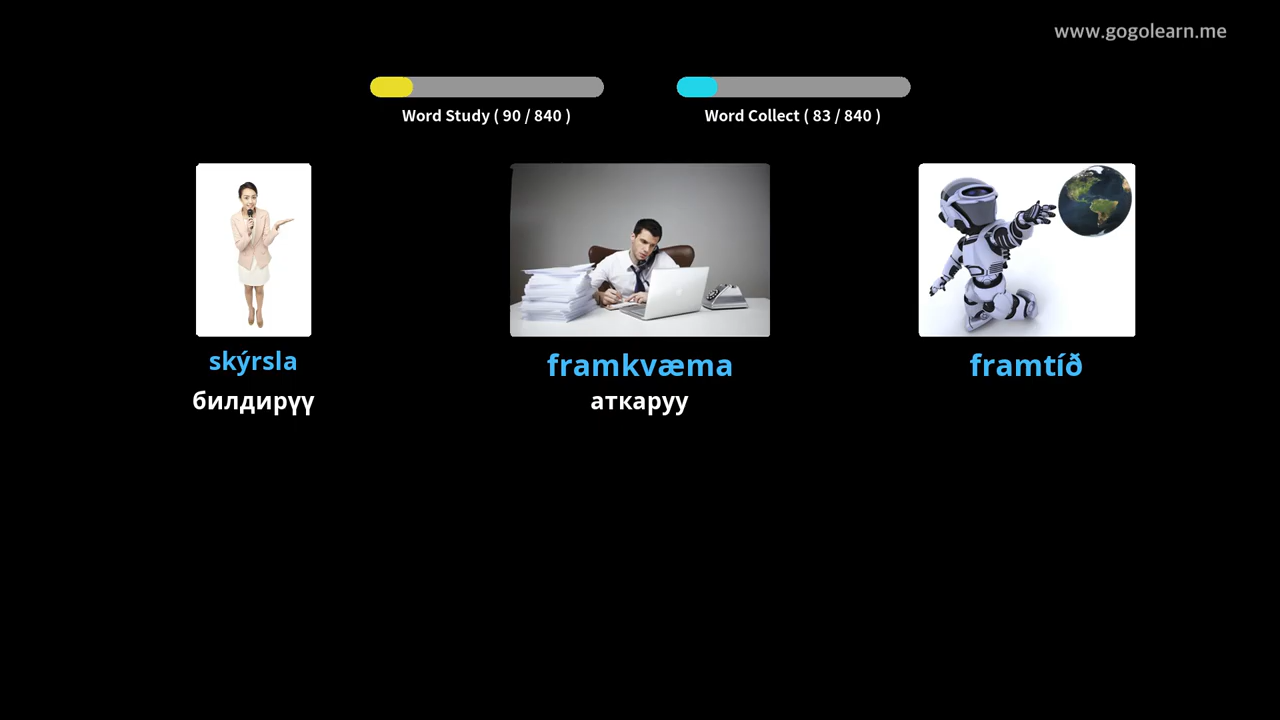 www.gogolearn.me
Word Study ( 90 / 840 )
Word Collect ( 83 / 840 )
skýrsla
билдирүү
framkvæma
аткаруу
framtíð